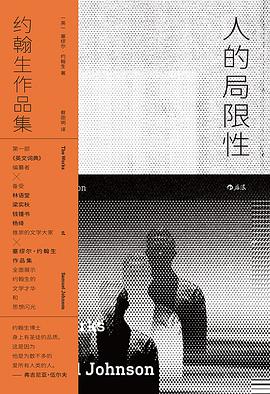 人的局限性
约翰生作品集
[英] 塞缪尔·约翰生 著
蔡田明 译
第一部
《英文词典》
编纂者
×
备受
林语堂
梁实秋
钱锺书
杨绛
推崇的文学大家
×
塞缪尔·约翰生
作品集
全面展示
约翰生的
文学才华
和
思想闪光
The Works
of
Samuel Johnson
约翰生博士
身上有圣徒的品质。
这是因为
他是为数不多的
爱所有人类的人。
——弗吉尼亚·伍尔夫
后浪
Johnson